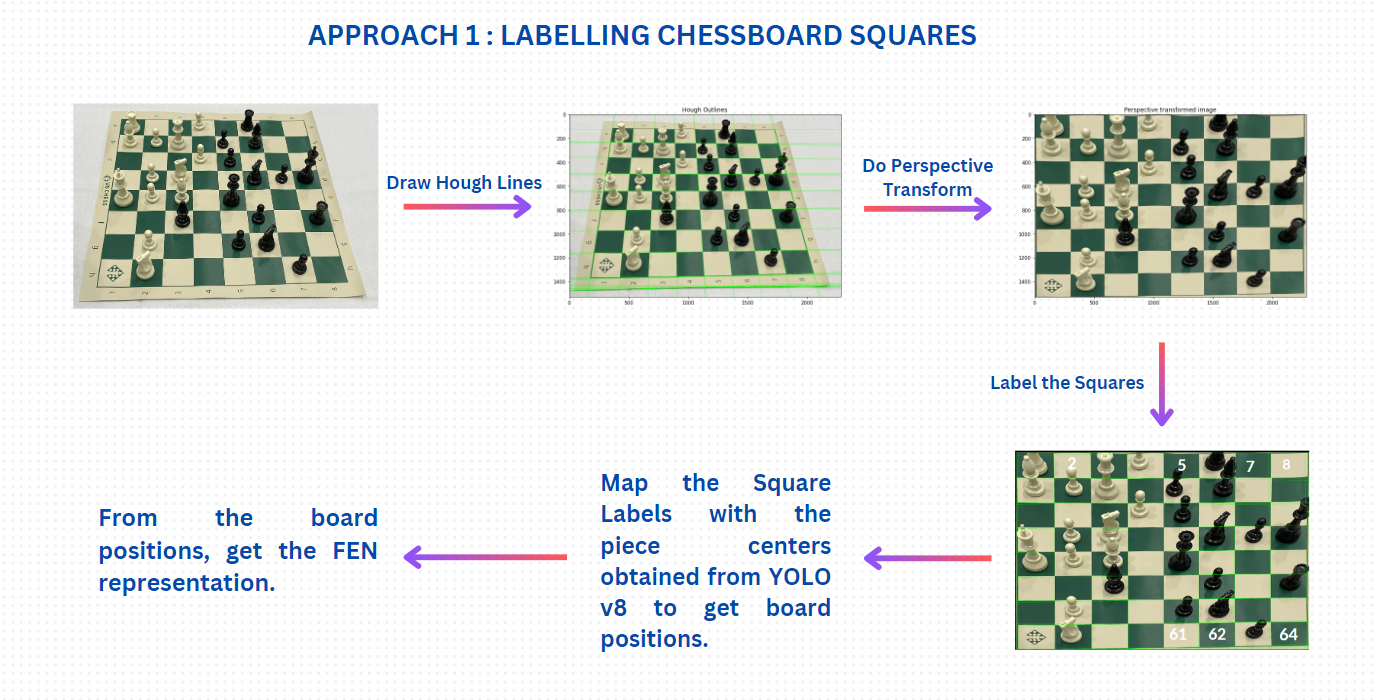 APPROACH 1 : LABELLING CHESSBOARD SQUARES
Draw Hough Lines
Hough Outlines
0
200
400
600
800
1000
1200
1400
0
500
1000
1500
2000
Do Perspective
Transform
Perspective transformed image
0
200
400
600
800
1000
1200
1400
0
500
1000
1500
2000
Label the Squares
2
5
7
8
61
62
64
Map the Square
Labels with the
piece centers
obtained from YOLO
v8 to get board
positions.
From the board
positions, get the FEN
representation.